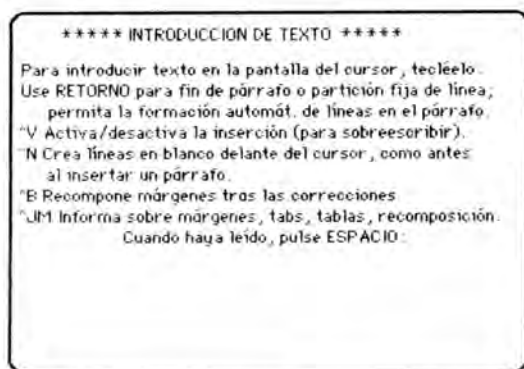 ***** INTRODUCCION DE TEXTO *****
Para introducir texto en la pantalla del cursor, tecléelo.
Use RETORNO para fin de párrafo o partición fija de línea;
permita la formación automát. de líneas en el párrafo.
^V Activa/desactiva la inserción (para sobreescribir).
^N Crea líneas en blanco delante del cursor, como antes
al insertar un párrafo.
^B Recompone márgenes tras las correcciones
^JM Informa sobre márgenes, tabs, tablas, recomposición.
Cuando haya leído, pulse ESPACIO: